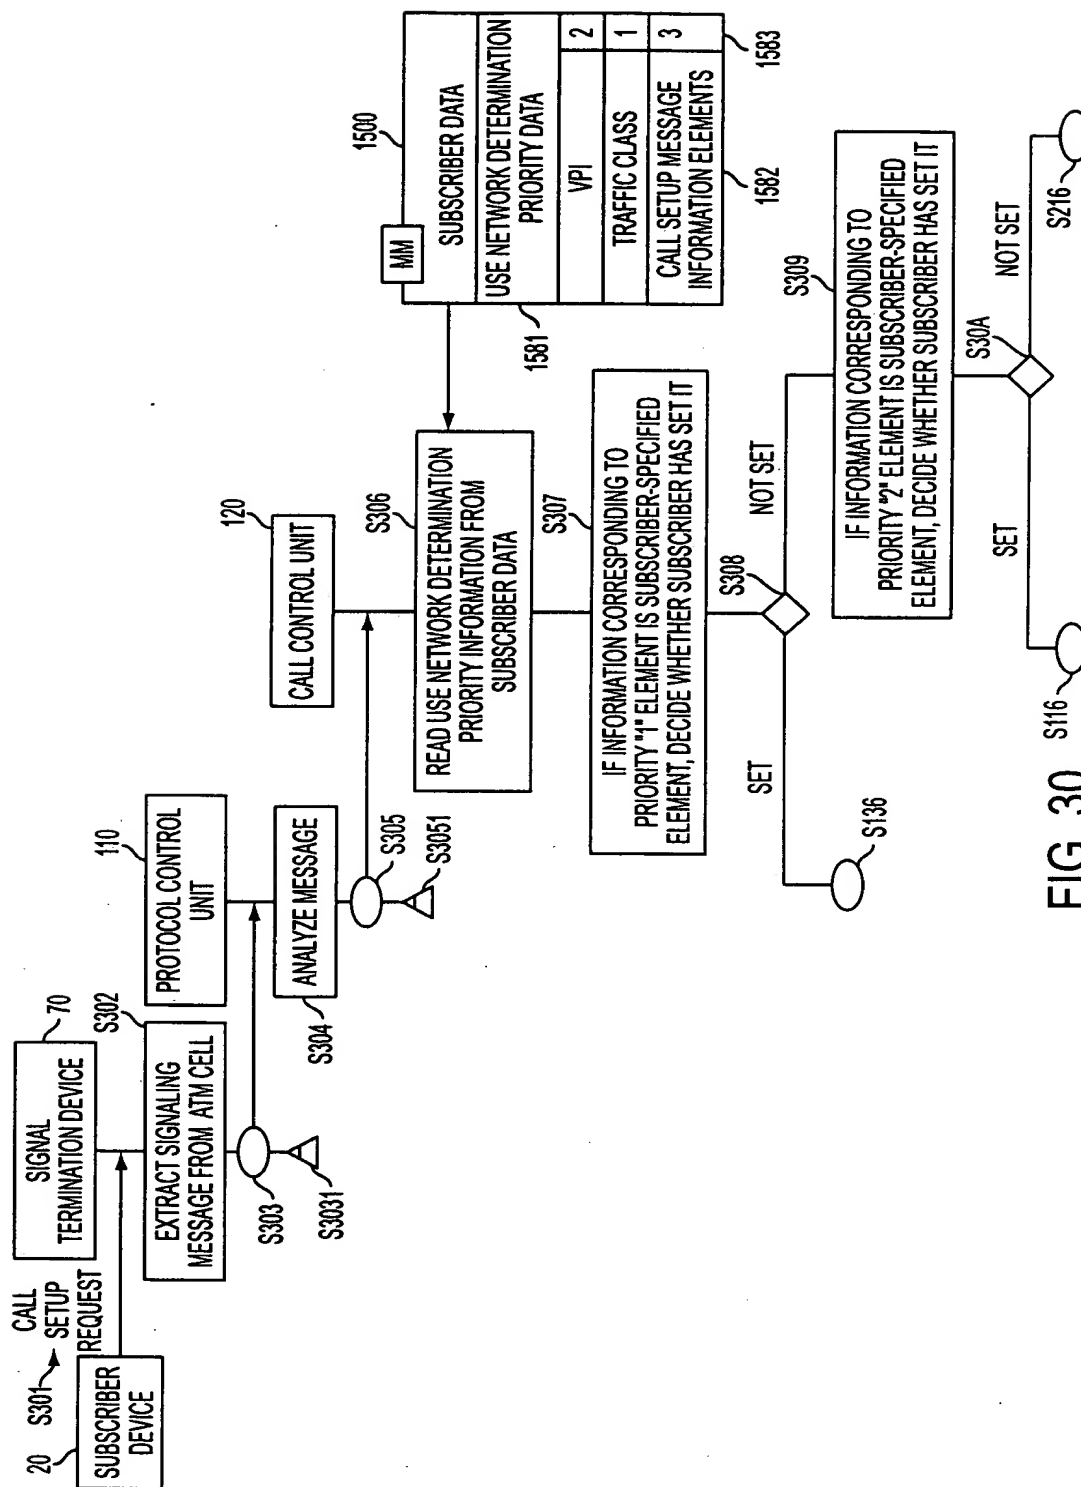 20
S301
CALL
SETUP
REQUEST
SUBSCRIBER
DEVICE
70
SIGNAL
TERMINATION DEVICE
S302
EXTRACT SIGNALING
MESSAGE FROM ATM CELL
S303
S3031
110
PROTOCOL CONTROL
UNIT
S304
ANALYZE MESSAGE
S305
S3051
120
CALL CONTROL UNIT
S306
READ USE NETWORK DETERMINATION
PRIORITY INFORMATION FROM
SUBSCRIBER DATA
1500
MM
SUBSCRIBER DATA
1581
USE NETWORK DETERMINATION
PRIORITY DATA
VPI 2
TRAFFIC CLASS 1
CALL SETUP MESSAGE
INFORMATION ELEMENTS 3
1582
1583
S307
IF INFORMATION CORRESPONDING TO
PRIORITY "1" ELEMENT IS SUBSCRIBER-SPECIFIED
ELEMENT, DECIDE WHETHER SUBSCRIBER HAS SET IT
S308
SET
NOT SET
S136
S309
IF INFORMATION CORRESPONDING TO
PRIORITY "2" ELEMENT IS SUBSCRIBER-SPECIFIED
ELEMENT, DECIDE WHETHER SUBSCRIBER HAS SET IT
S30A
SET
NOT SET
S116
S216
FIG. 30